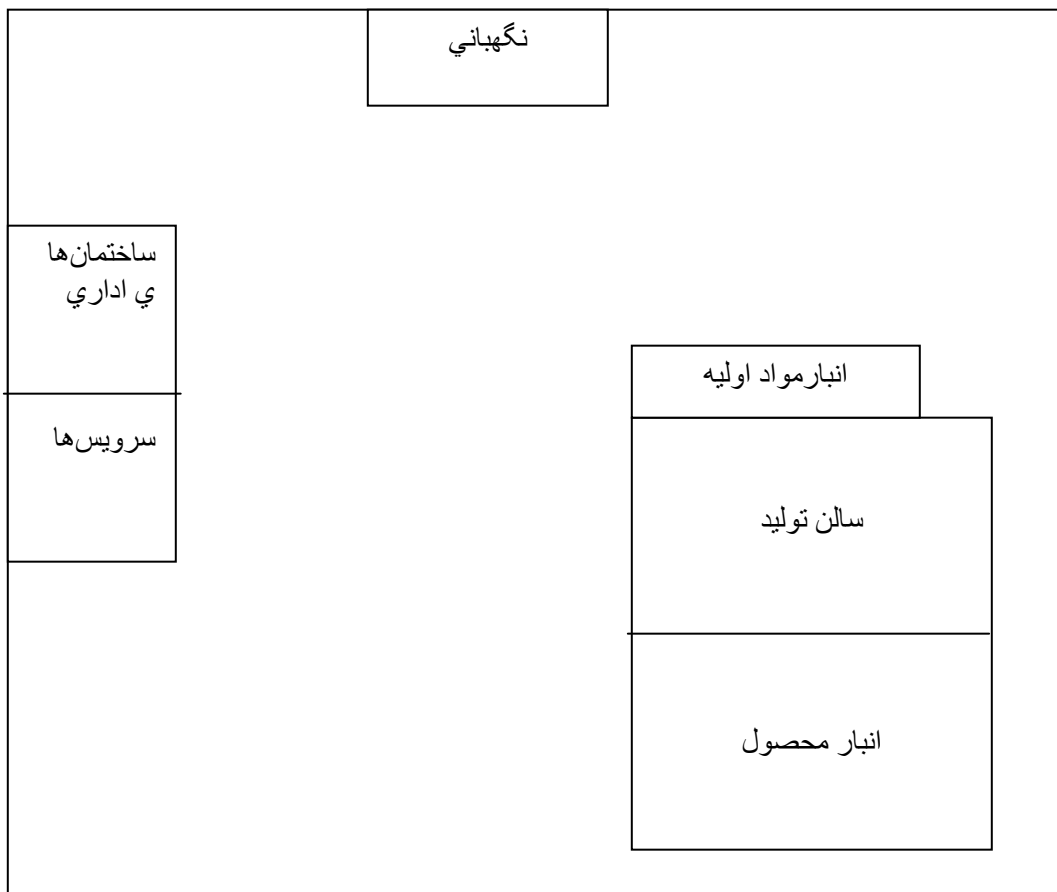 نگهباني
ساختمان‌ها
ي اداري
انبارمواد اوليه
سرويس‌ها
سالن توليد
انبار محصول